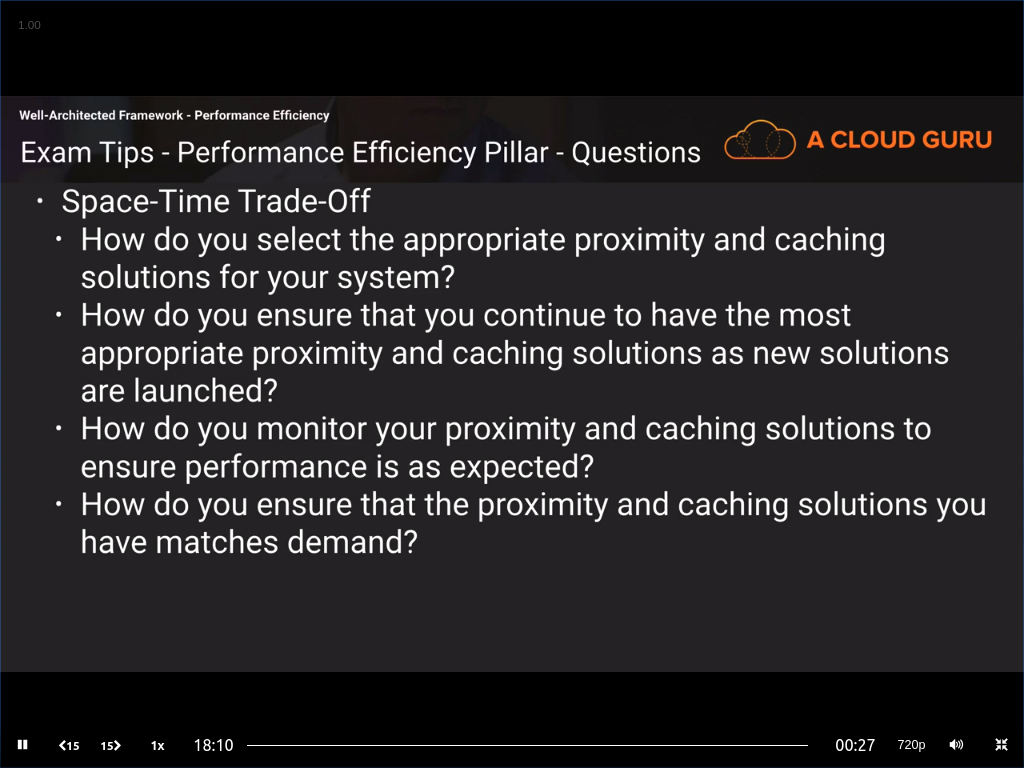 1.00
Well-Architected Framework - Performance Efficiency
Exam Tips - Performance Efficiency Pillar - Questions
A CLOUD GURU
• Space-Time Trade-Off
• How do you select the appropriate proximity and caching
solutions for your system?
• How do you ensure that you continue to have the most
appropriate proximity and caching solutions as new solutions
are launched?
• How do you monitor your proximity and caching solutions to
ensure performance is as expected?
• How do you ensure that the proximity and caching solutions you
have matches demand?
15 15 1x 18:10 00:27 720p